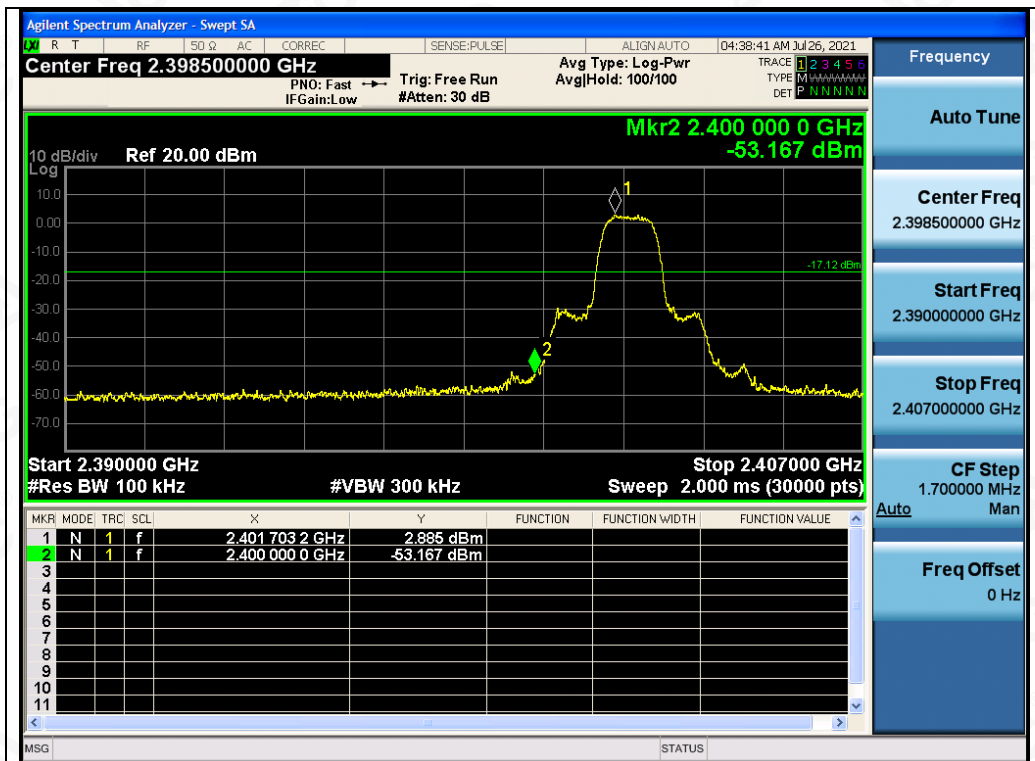 Agilent Spectrum Analyzer - Swept SA
LXI R T RF 50 Ω AC CORREC SENSE:PULSE ALIGN AUTO 04:38:41 AM Jul 26, 2021
Center Freq 2.398500000 GHz
PNO: Fast
IFGain:Low
Trig: Free Run
#Atten: 30 dB
Avg Type: Log-Pwr
Avg|Hold: 100/100
TRACE 1 2 3 4 5 6
TYPE M WWWWW
DET P N N N N N
Mkr2 2.400 000 0 GHz
-53.167 dBm
10 dB/div Ref 20.00 dBm
Log
10.0
0.00
-10.0
-20.0
-30.0
-40.0
-50.0
-60.0
-70.0
1
-17.12 dBm
2
Start 2.390000 GHz Stop 2.407000 GHz
#Res BW 100 kHz #VBW 300 kHz Sweep 2.000 ms (30000 pts)
MKR MODE TRC SCL X Y FUNCTION FUNCTION WIDTH FUNCTION VALUE
1 N 1 f 2.401 703 2 GHz 2.885 dBm
2 N 1 f 2.400 000 0 GHz -53.167 dBm
3
4
5
6
7
8
9
10
11
MSG STATUS
Frequency
Auto Tune
Center Freq
2.398500000 GHz
Start Freq
2.390000000 GHz
Stop Freq
2.407000000 GHz
CF Step
1.700000 MHz
Auto Man
Freq Offset
0 Hz